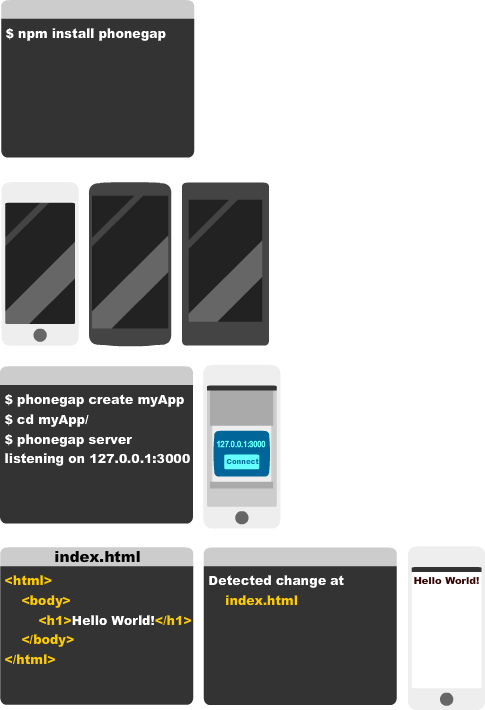 $ npm install phonegap
$ phonegap create myApp
$ cd myApp/
$ phonegap server
listening on 127.0.0.1:3000
127.0.0.1:3000
Connect
index.html
<html>
<body>
<h1>Hello World!</h1>
</body>
</html>
Detected change at
index.html
Hello World!